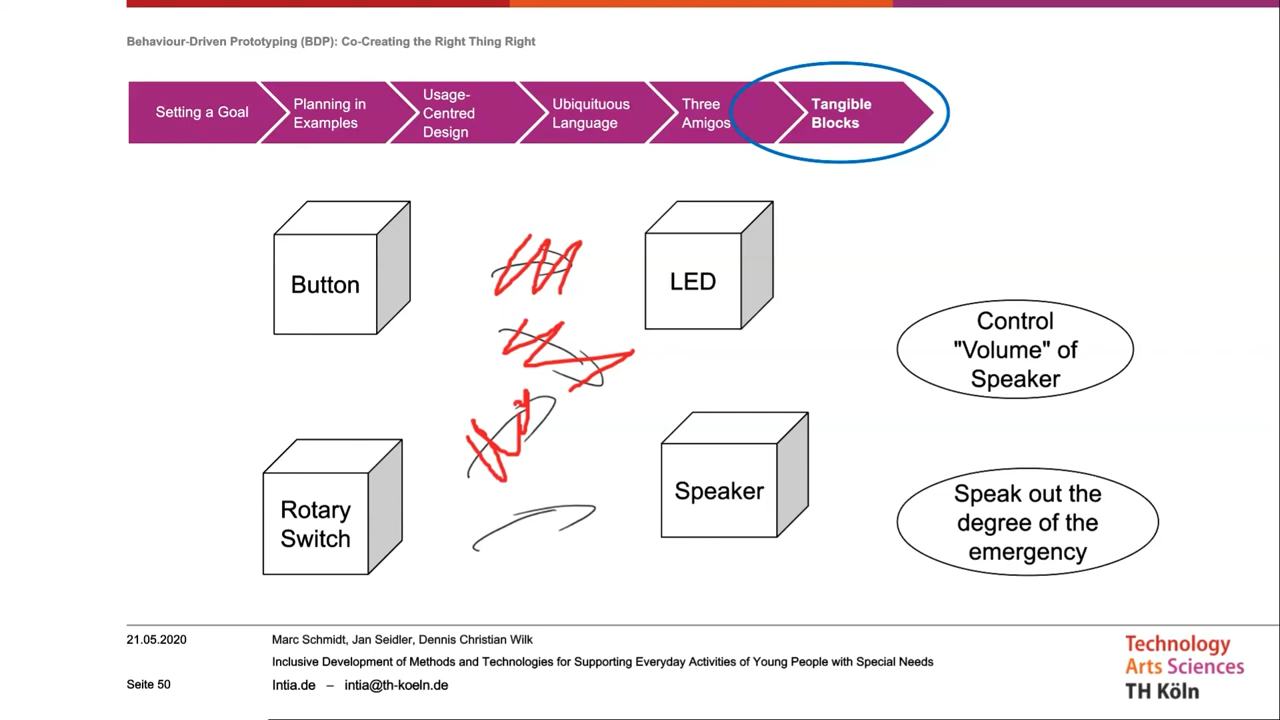 Behaviour-Driven Prototyping (BDP): Co-Creating the Right Thing Right
Setting a Goal
Planning in
Examples
Usage-
Centred
Design
Ubiquituous
Language
Three
Amigos
Tangible
Blocks
Button
LED
Control
"Volume" of
Speaker
Rotary
Switch
Speaker
Speak out the
degree of the
emergency
21.05.2020
Marc Schmidt, Jan Seidler, Dennis Christian Wilk
Inclusive Development of Methods and Technologies for Supporting Everyday Activities of Young People with Special Needs
Seite 50
Intia.de – intia@th-koeln.de
Technology
Arts Sciences
TH Köln